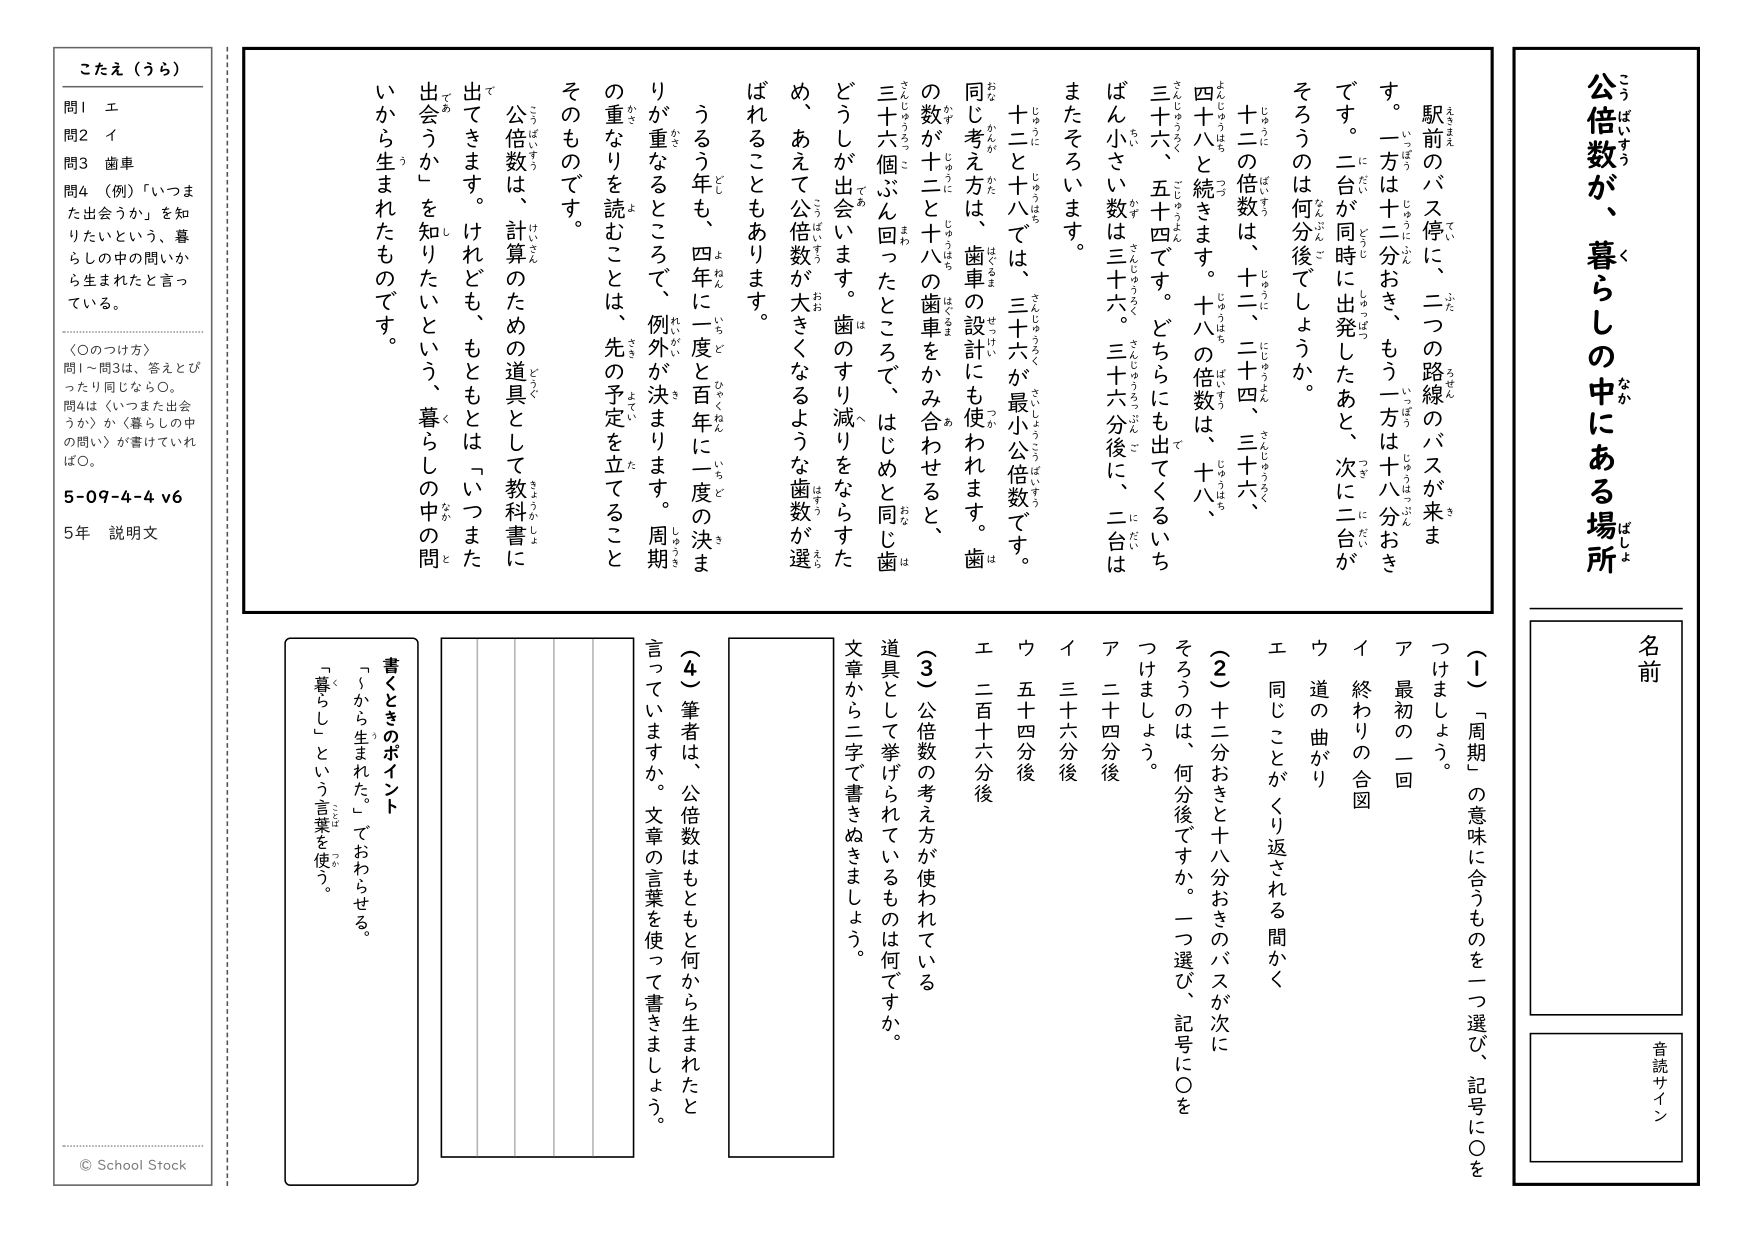 公倍数が、暮らしの中にある場所
こうばいすう く なか ばしょ
名前
音読サイン
駅前のバス停に、二つの路線のバスが来ま
す。一方は十二分おき、もう一方は十八分おき
です。二台が同時に出発したあと、次に二台が
そろうのは何分後でしょうか。
十二の倍数は、十二、二十四、三十六、
四十八と続きます。十八の倍数は、十八、
三十六、五十四です。どちらにも出てくるいち
ばん小さい数は三十六。三十六分後に、二台は
またそろいます。
十二と十八では、三十六が最小公倍数です。
同じ考え方は、歯車の設計にも使われます。歯
の数が十二と十八の歯車をかみ合わせると、
三十六個ぶん回ったところで、はじめと同じ歯
どうしが出会います。歯のすり減りをならすた
め、あえて公倍数が大きくなるような歯数が選
ばれることもあります。
うるう年も、四年に一度と百年に一度の決ま
りが重なるところで、例外が決まります。周期
の重なりを読むことは、先の予定を立てること
そのものです。
公倍数は、計算のための道具として教科書に
出てきます。けれども、もともとは「いつまた
出会うか」を知りたいという、暮らしの中の問
いから生まれたものです。
(1)「周期」の意味に合うものを一つ選び、記号に〇を
つけましょう。
ア 最初の一回
イ 終わりの合図
ウ 道の曲がり
エ 同じことがくり返される間かく
(2)十二分おきと十八分おきのバスが次に
そろうのは、何分後ですか。一つ選び、記号に〇を
つけましょう。
ア 二十四分後
イ 三十六分後
ウ 五十四分後
エ 二百十六分後
(3)公倍数の考え方が使われている
道具として挙げられているものは何ですか。
文章から二字で書きぬきましょう。
(4)筆者は、公倍数はもともと何から生まれたと
言っていますか。文章の言葉を使って書きましょう。
書くときのポイント
「〜から生まれた。」でおわらせる。
「暮らし」という言葉を使う。
こたえ(うら)
問1 エ
問2 イ
問3 歯車
問4 (例)「いつま
た出会うか」を知
りたいという、暮
らしの中の問いか
ら生まれたと言っ
ている。
〈〇のつけ方〉
問1〜問3は、答えとぴ
ったり同じなら〇。
問4は〈いつまた出会
うか〉か〈暮らしの中
の問い〉が書けていれ
ば〇。
5-09-4-4 v6
5年 説明文
© School Stock